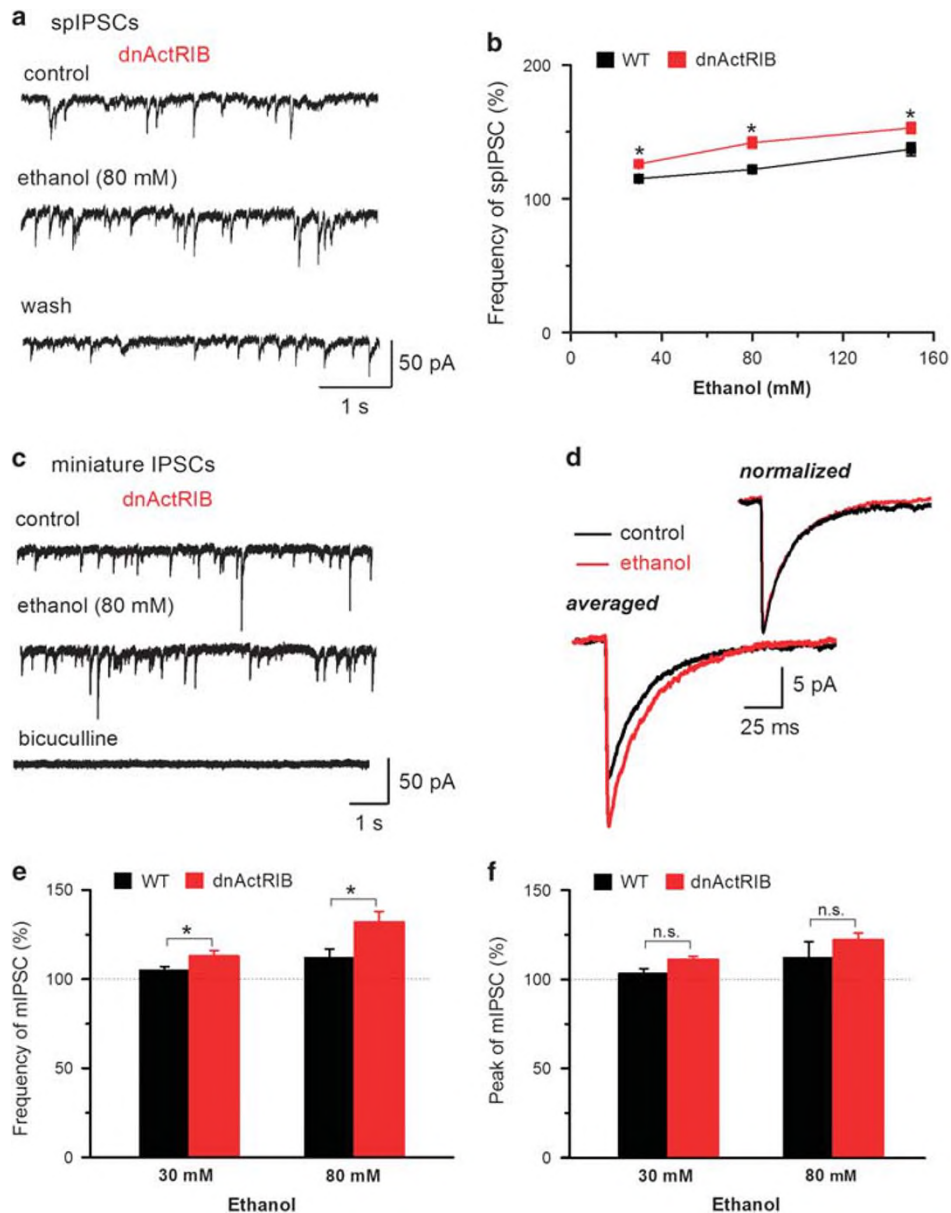 a spIPSCs
dnActRIB
control
ethanol (80 mM)
wash
50 pA
1 s
b
WT dnActRIB
Frequency of spIPSC (%)
200
100
0
* * *
0 40 80 120 160
Ethanol (mM)
c miniature IPSCs
dnActRIB
control
ethanol (80 mM)
bicuculline
50 pA
1 s
d
normalized
control
ethanol
averaged
5 pA
25 ms
e
WT dnActRIB
Frequency of mIPSC (%)
150
100
50
0
* *
30 mM 80 mM
Ethanol
f
WT dnActRIB
Peak of mIPSC (%)
150
100
50
0
n.s. n.s.
30 mM 80 mM
Ethanol